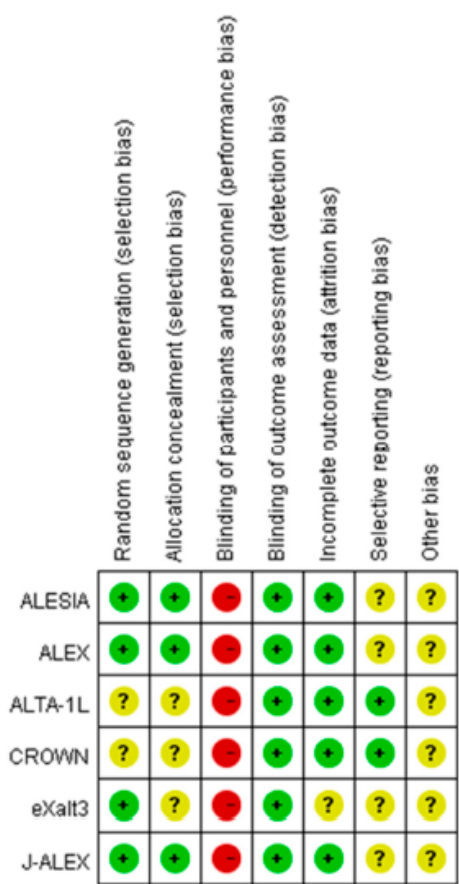 Random sequence generation (selection bias)
Allocation concealment (selection bias)
Blinding of participants and personnel (performance bias)
Blinding of outcome assessment (detection bias)
Incomplete outcome data (attrition bias)
Selective reporting (reporting bias)
Other bias
ALESIA + + - + + ? ?
ALEX + + - + + ? ?
ALTA-1L ? ? - + + + ?
CROWN ? ? - + + + ?
eXalt3 + ? - + ? ? ?
J-ALEX + + - + + ? ?